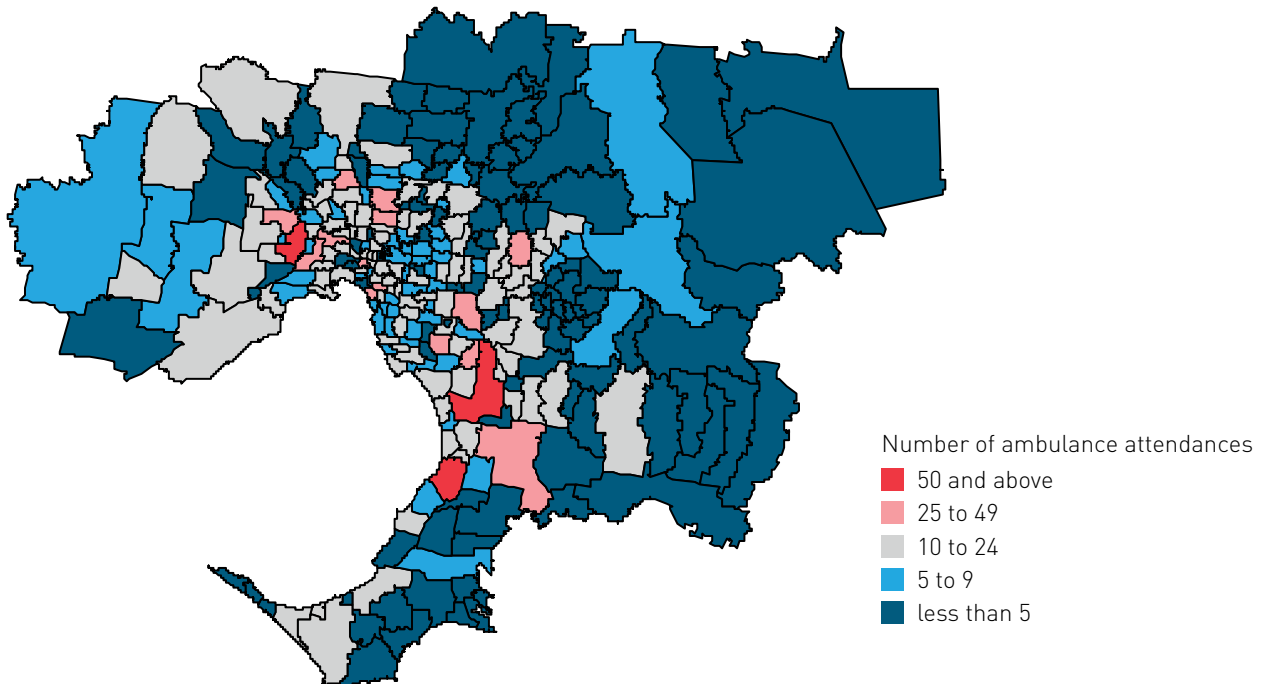 Number of ambulance attendances
50 and above
25 to 49
10 to 24
5 to 9
less than 5